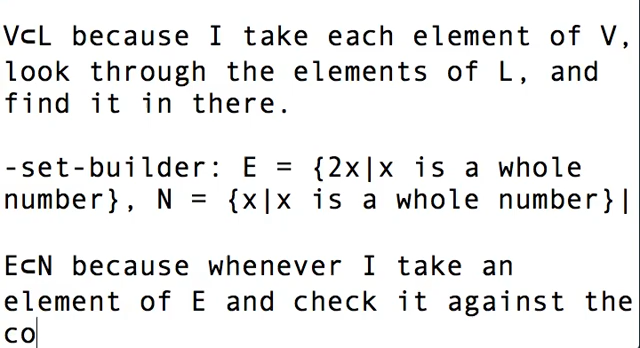 V⊂L because I take each element of V,
look through the elements of L, and
find it in there.
-set-builder: E = {2x|x is a whole
number}, N = {x|x is a whole number}|
E⊂N because whenever I take an
element of E and check it against the
co